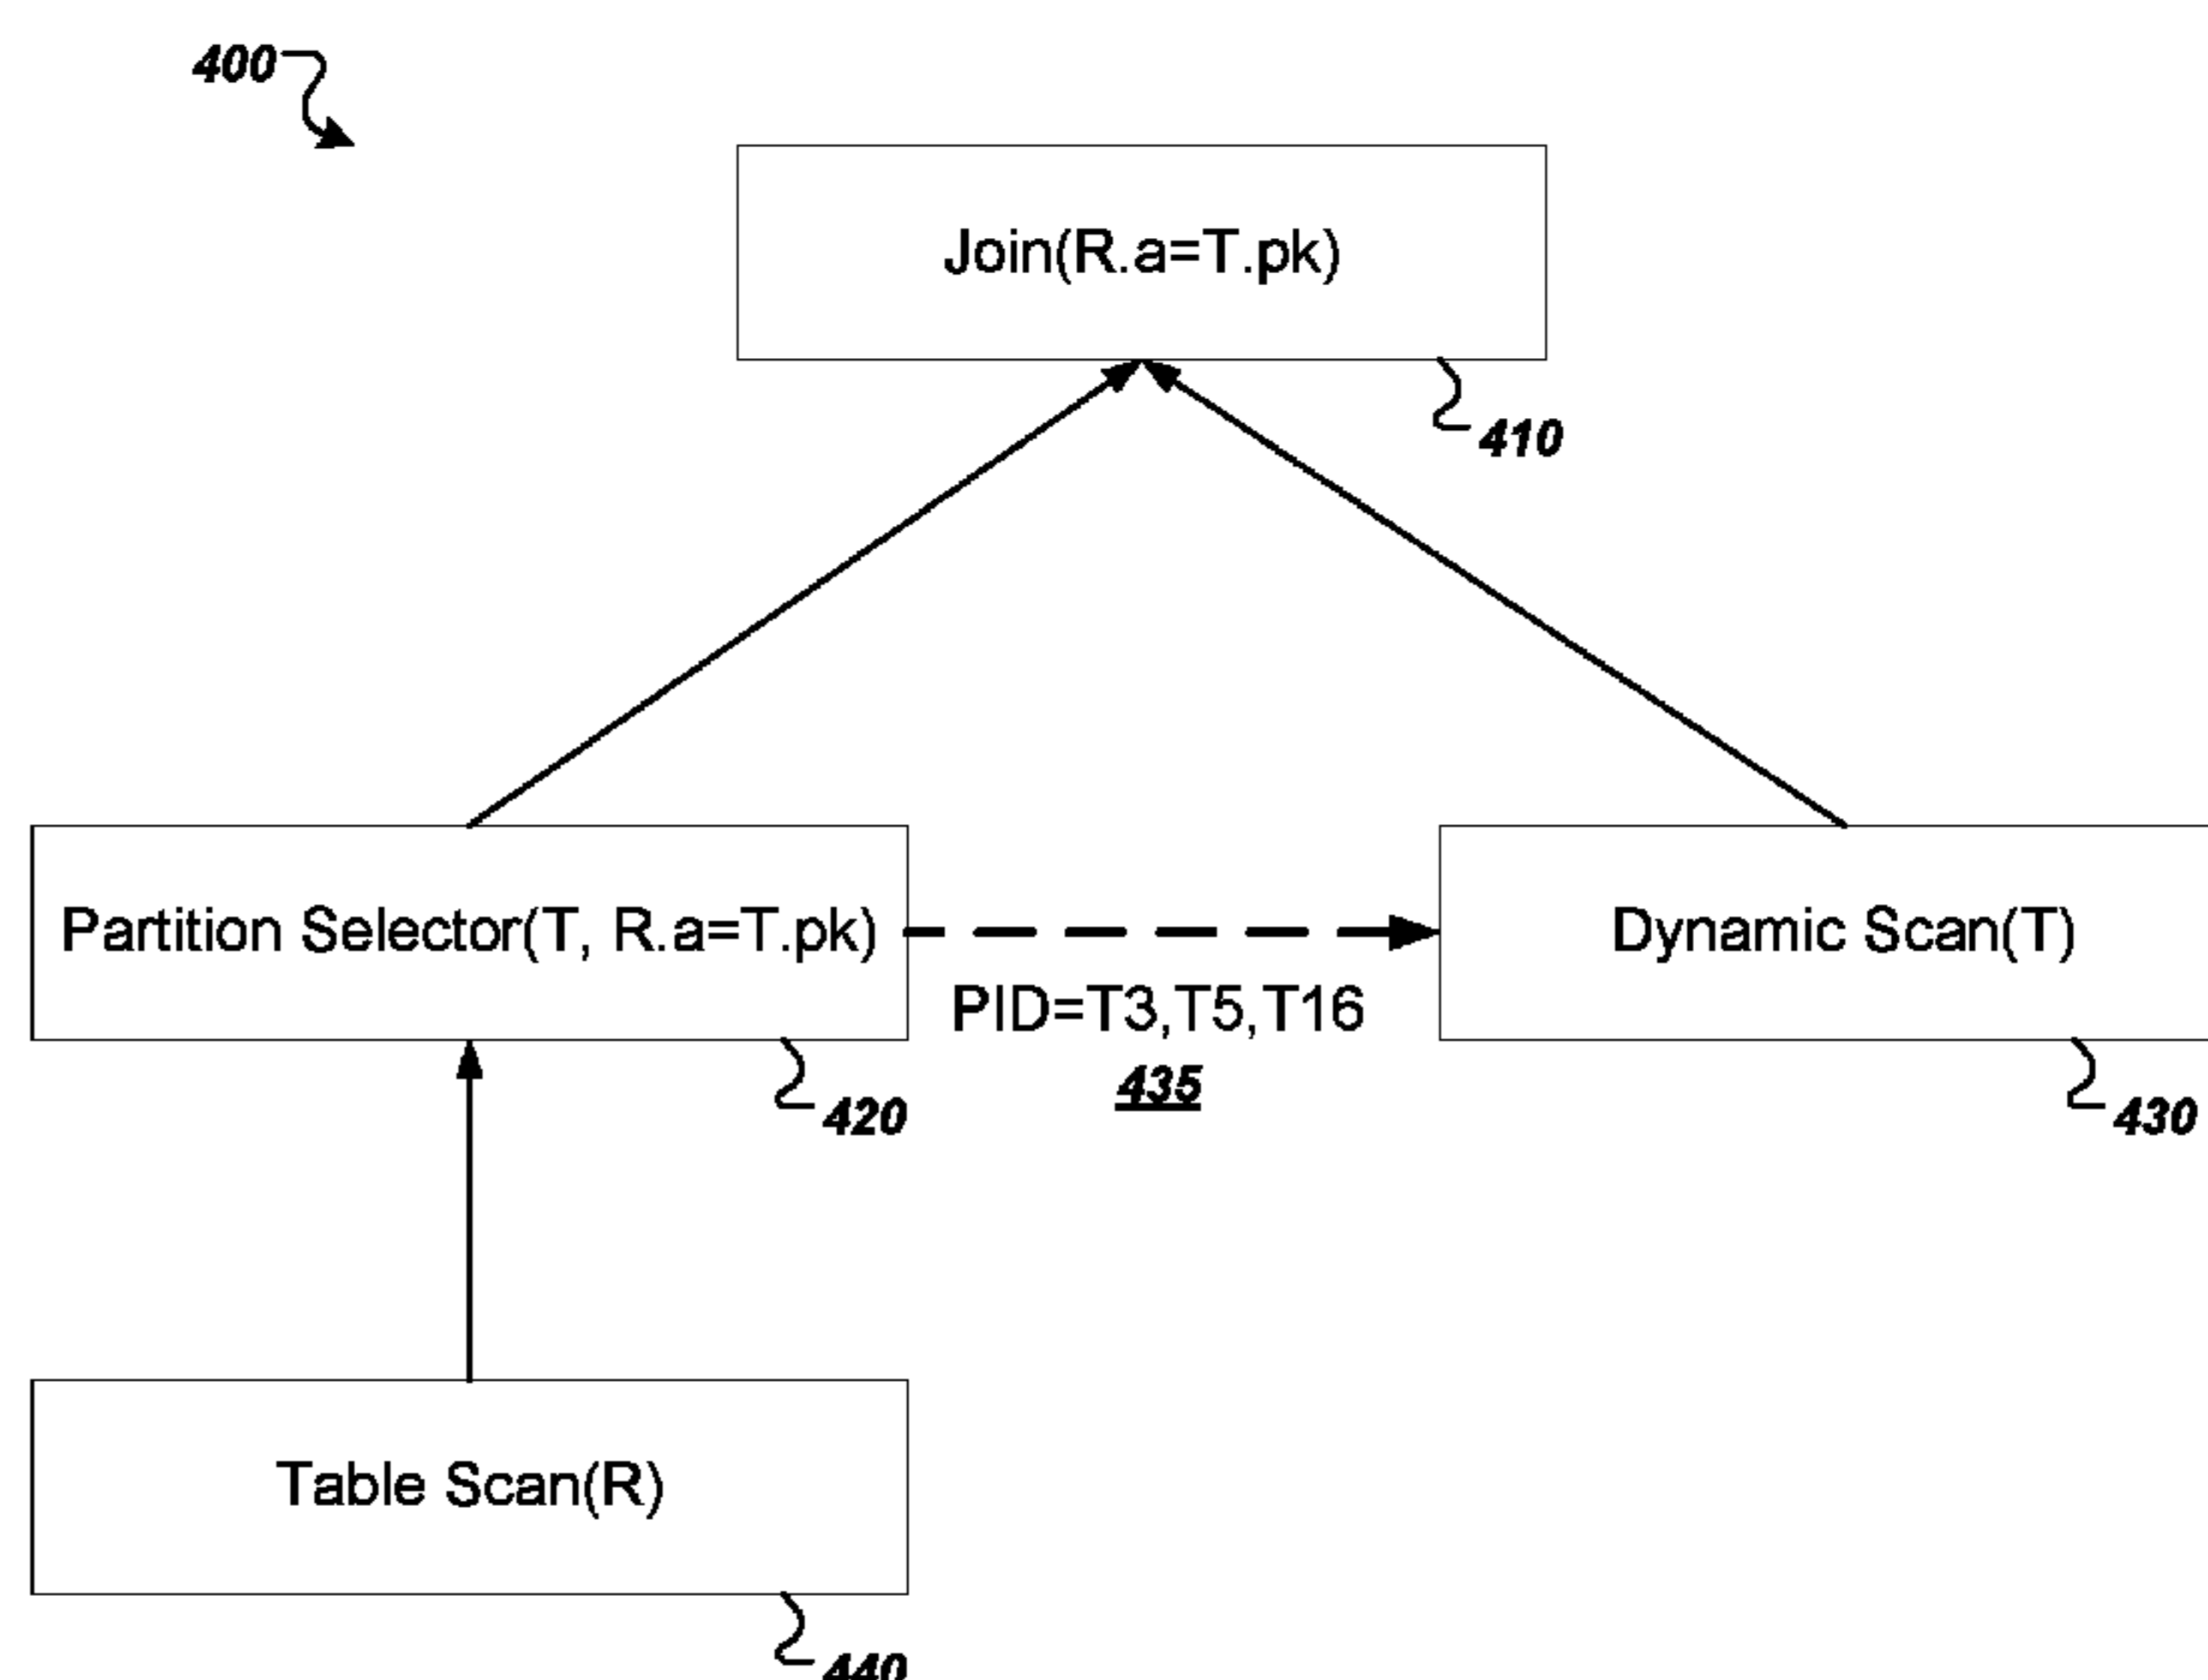 400
Join(R.a=T.pk)
410
Partition Selector(T, R.a=T.pk)
Dynamic Scan(T)
PID=T3,T5,T16
435
420
430
Table Scan(R)
440